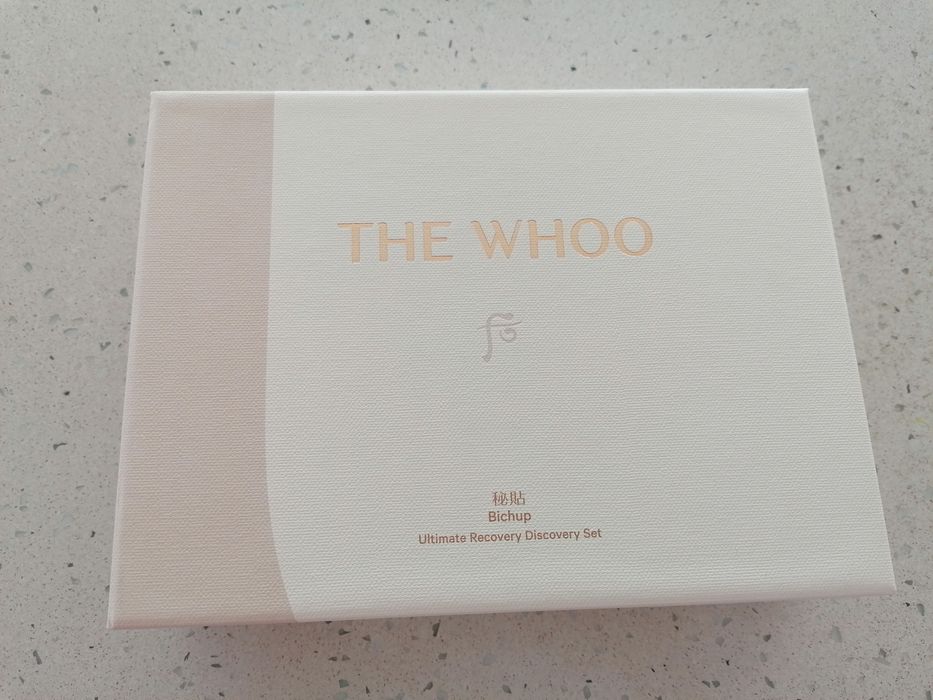 THE WHOO
秘貼
Bichup
Ultimate Recovery Discovery Set